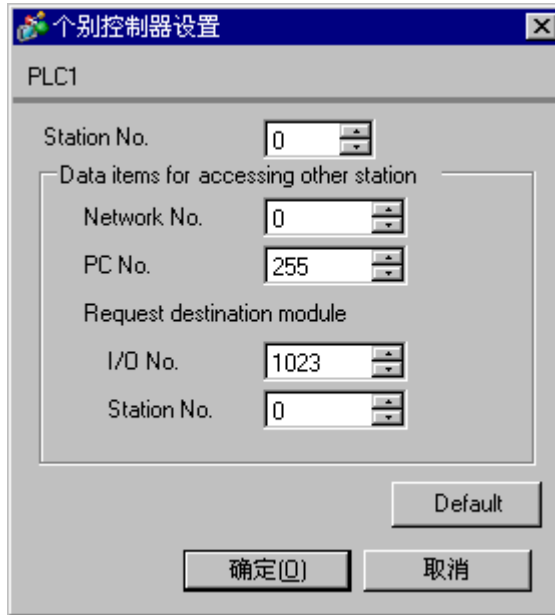 个别控制器设置
PLC1
Station No. 0
Data items for accessing other station
Network No. 0
PC No. 255
Request destination module
I/O No. 1023
Station No. 0
Default
确定(O) 取消